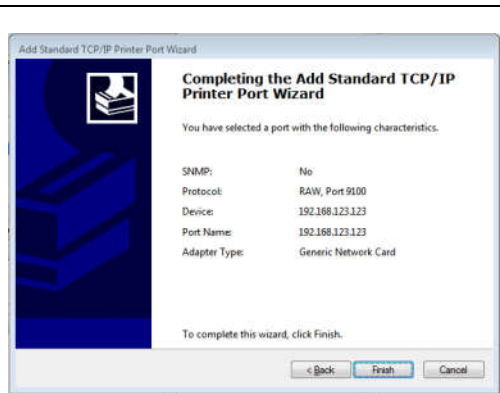 Add Standard TCP/IP Printer Port Wizard
Completing the Add Standard TCP/IP
Printer Port Wizard
You have selected a port with the following characteristics.
SNMP: No
Protocol: RAW, Port 9100
Device: 192.168.123.123
Port Name: 192.168.123.123
Adapter Type: Generic Network Card
To complete this wizard, click Finish.
< Back Finish Cancel